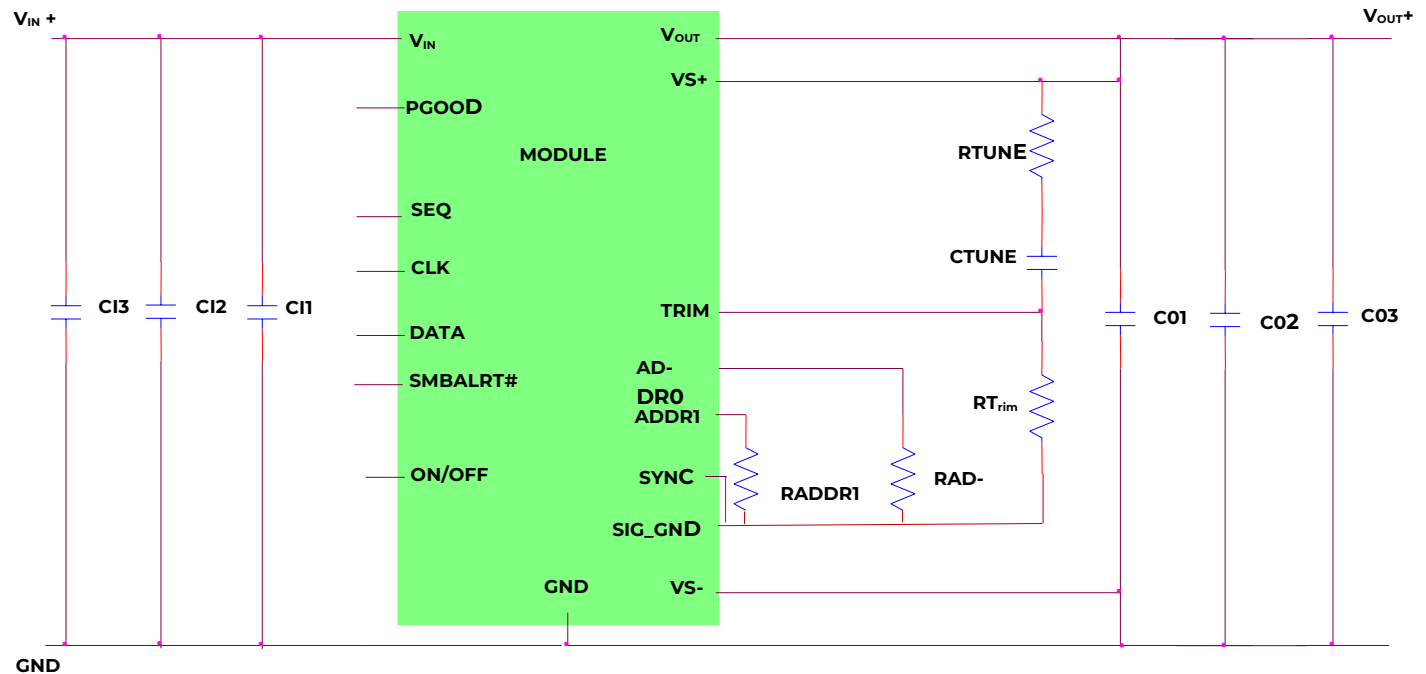 VIN +
VOUT+
VIN
VOUT
VS+
PGOOD
MODULE
RTUNE
SEQ
CTUNE
CLK
CI3
CI2
CI1
TRIM
C01
C02
C03
DATA
AD-
SMBALRT#
DR0
RTrim
ADDR1
ON/OFF
SYNC
RADDR1
RAD-
SIG_GND
GND
VS-
GND